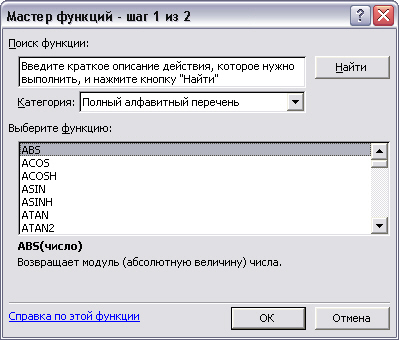 Мастер функций - шаг 1 из 2
Поиск функции:
Введите краткое описание действия, которое нужно
выполнить, и нажмите кнопку "Найти"
Найти
Категория:
Полный алфавитный перечень
Выберите функцию:
ABS
ACOS
ACOSH
ASIN
ASINH
ATAN
ATAN2
ABS(число)
Возвращает модуль (абсолютную величину) числа.
Справка по этой функции
ОК
Отмена